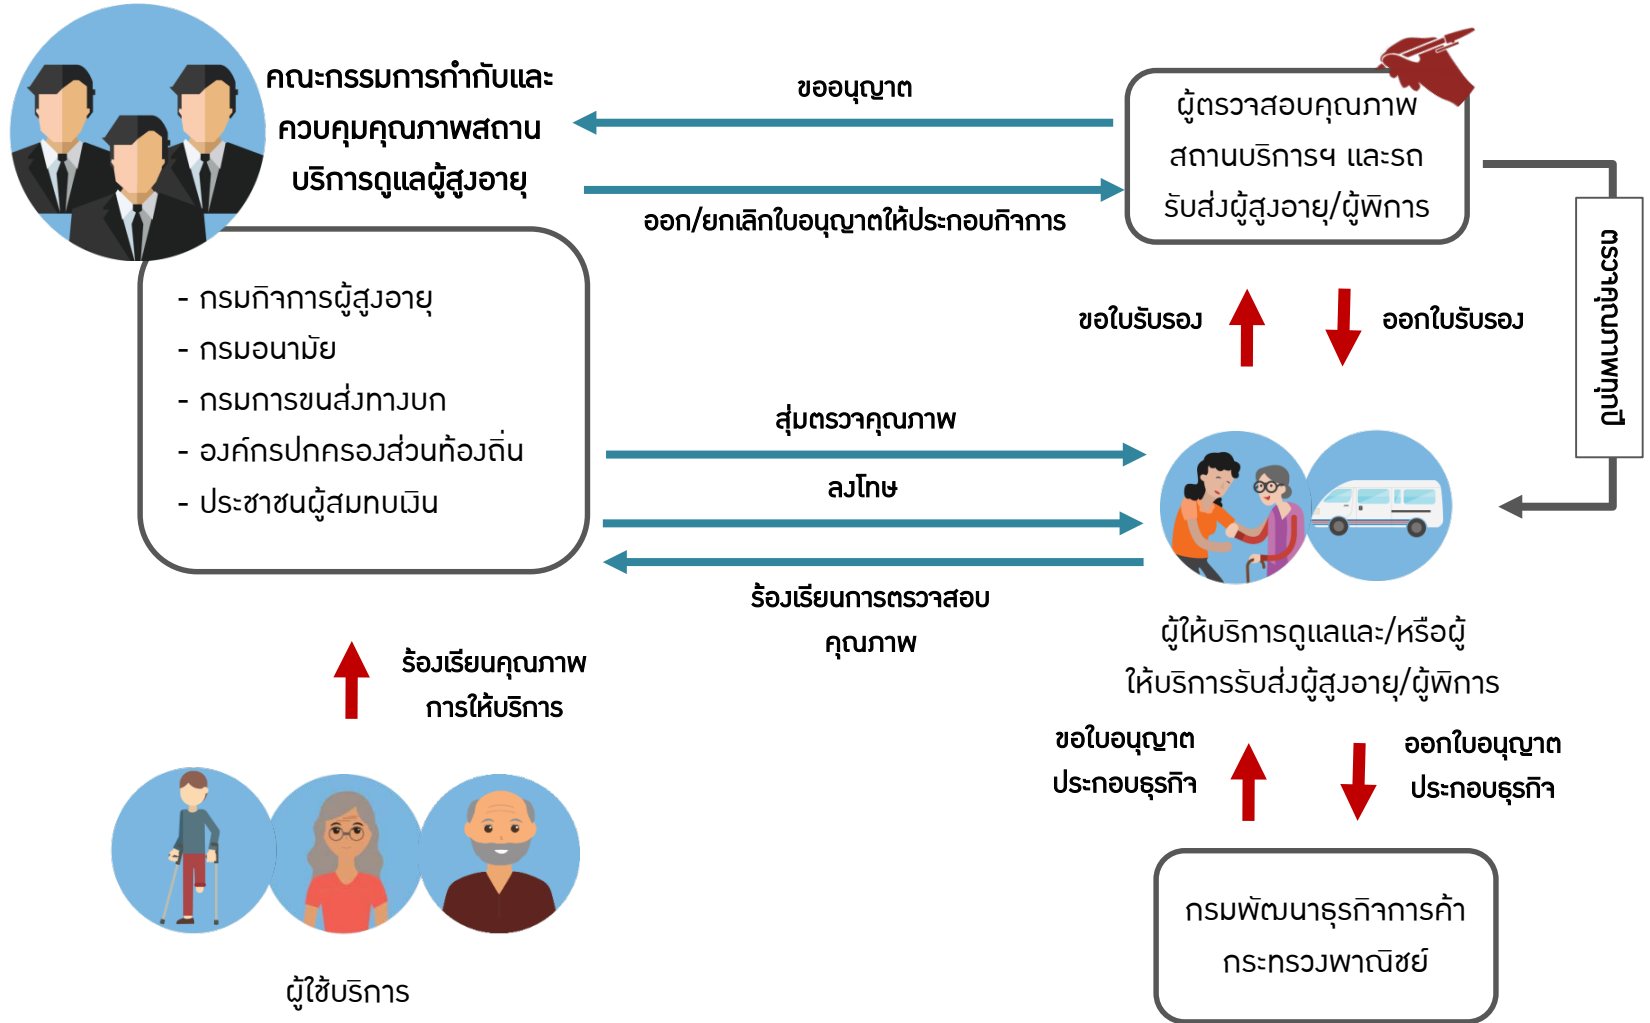 คณะกรรมการกำกับและ
ควบคุมคุณภาพสถาน
บริการดูแลผู้สูงอายุ
- กรมกิจการผู้สูงอายุ
- กรมอนามัย
- กรมการขนส่งทางบก
- องค์กรปกครองส่วนท้องถิ่น
- ประชาชนผู้สมทบเงิน
ขออนุญาต
ออก/ยกเลิกใบอนุญาตให้ประกอบกิจการ
ผู้ตรวจสอบคุณภาพ
สถานบริการฯ และรถ
รับส่งผู้สูงอายุ/ผู้พิการ
ตรวจคุณภาพทุกปี
ขอใบรับรอง
ออกใบรับรอง
สุ่มตรวจคุณภาพ
ลงโทษ
ร้องเรียนการตรวจสอบ
คุณภาพ
ผู้ให้บริการดูแลและ/หรือผู้
ให้บริการรับส่งผู้สูงอายุ/ผู้พิการ
ร้องเรียนคุณภาพ
การให้บริการ
ผู้ใช้บริการ
ขอใบอนุญาต
ประกอบธุรกิจ
ออกใบอนุญาต
ประกอบธุรกิจ
กรมพัฒนาธุรกิจการค้า
กระทรวงพาณิชย์